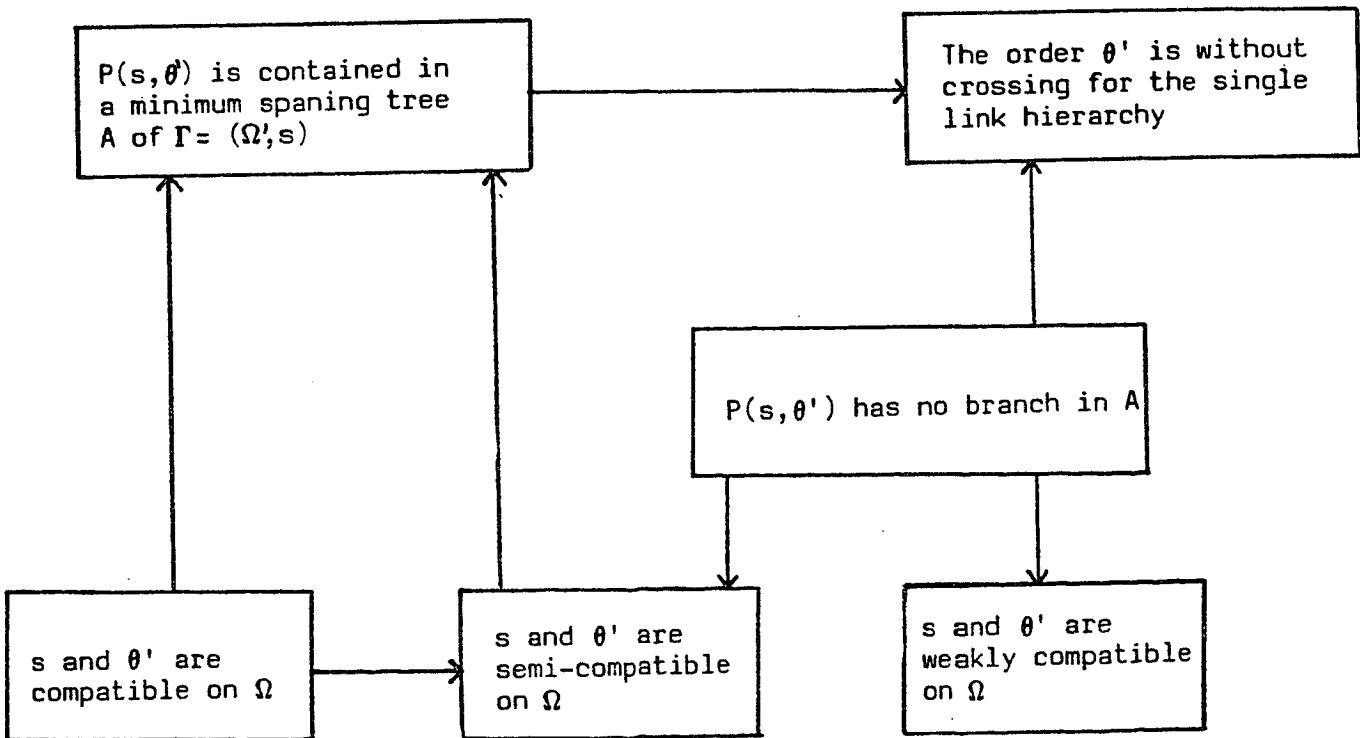 P(s,θ') is contained in
a minimum spaning tree
A of Γ= (Ω',s)
The order θ' is without
crossing for the single
link hierarchy
P(s,θ') has no branch in A
s and θ' are
compatible on Ω
s and θ' are
semi-compatible
on Ω
s and θ' are
weakly compatible
on Ω